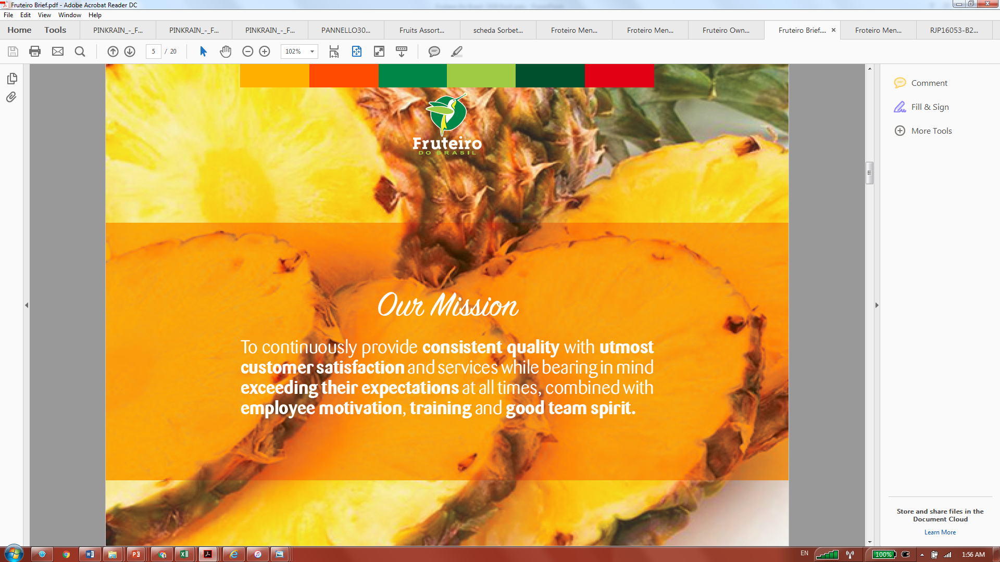 Fruteiro Brief.pdf - Adobe Acrobat Reader DC
File Edit View Window Help
Home Tools PINKRAIN_-_F... PINKRAIN_-_F... PINKRAIN_-_F... PANNELLO30... Fruits Assort... scheda Sorbet... Froteiro Men... Froteiro Men... Fruteiro Own... Fruteiro Brief.... Froteiro Men... RJP16053-B2...
5 / 20 102%
Comment
Fill & Sign
More Tools
Fruteiro
DO BRASIL
Our Mission
To continuously provide consistent quality with utmost
customer satisfaction and services while bearing in mind
exceeding their expectations at all times, combined with
employee motivation, training and good team spirit.
Store and share files in the
Document Cloud
Learn More
EN 100% 1:56 AM